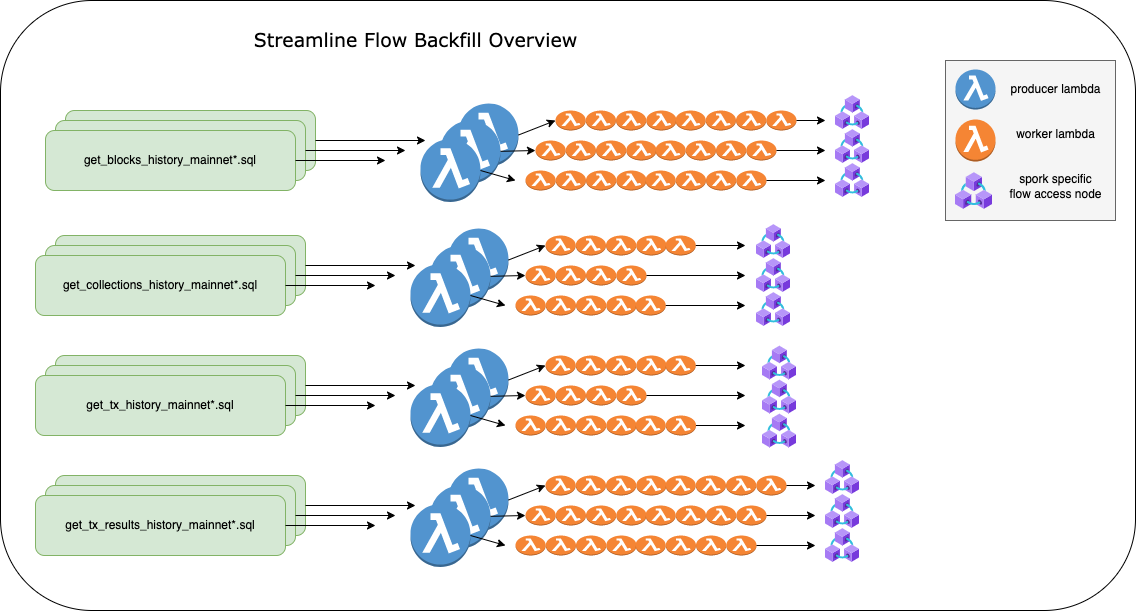 Streamline Flow Backfill Overview
producer lambda
worker lambda
spork specific
flow access node
get_blocks_history_mainnet*.sql
get_collections_history_mainnet*.sql
get_tx_history_mainnet*.sql
get_tx_results_history_mainnet*.sql